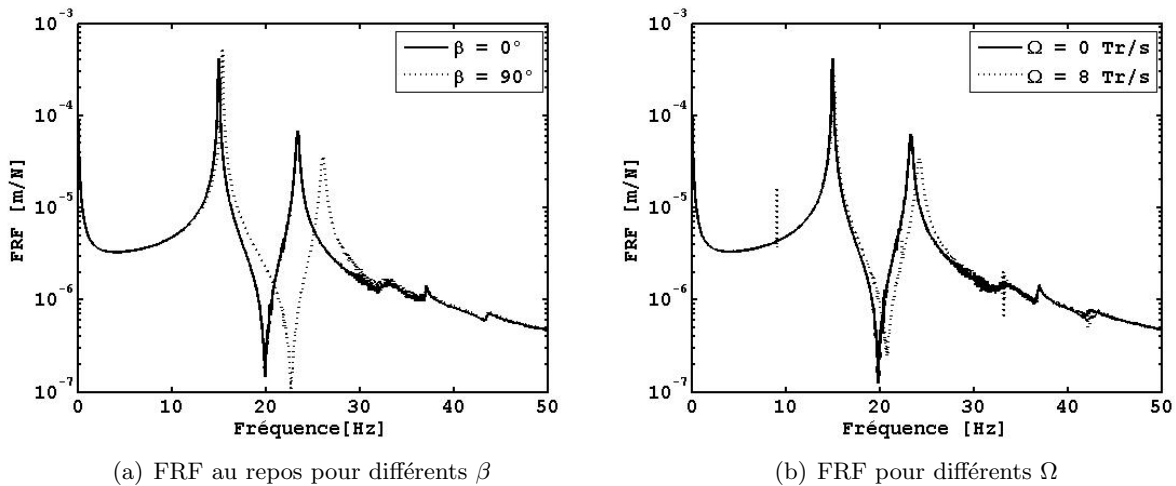 10⁻³
10⁻⁴
10⁻⁵
10⁻⁶
10⁻⁷
FRF [m/N]
β = 0°
β = 90°
0 10 20 30 40 50
Fréquence[Hz]
(a) FRF au repos pour différents β
10⁻³
10⁻⁴
10⁻⁵
10⁻⁶
10⁻⁷
FRF [m/N]
Ω = 0 Tr/s
Ω = 8 Tr/s
0 10 20 30 40 50
Fréquence [Hz]
(b) FRF pour différents Ω